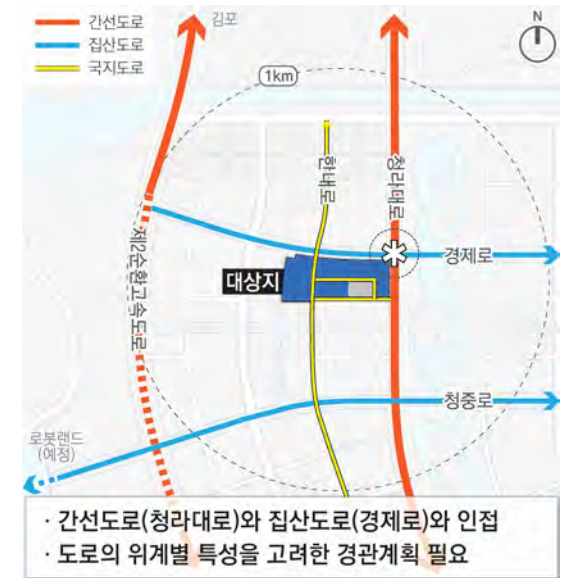 간선도로
집산도로
국지도로
김포
N
1km
한내로
청라대로
제2순환고속도로
경제로
대상지
청중로
로봇랜드
(예정)
· 간선도로(청라대로)와 집산도로(경제로)와 인접
· 도로의 위계별 특성을 고려한 경관계획 필요